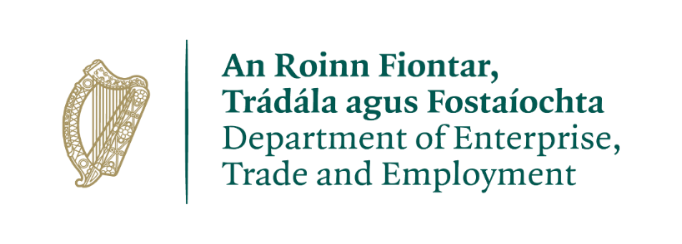 An Roinn Fiontar,
Trádála agus Fostaíochta
Department of Enterprise,
Trade and Employment